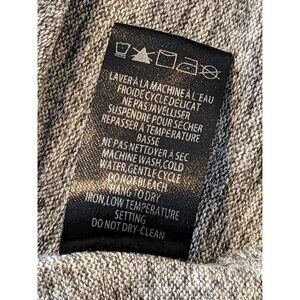 LAVER À LA MACHINE À L'EAU
FROIDE CYCLE DÉLICAT
NE PAS JAVELLISER
SUSPENDRE POUR SÉCHER
REPASSER À TEMPÉRATURE
BASSE
NE PAS NETTOYER À SEC
MACHINE WASH, COLD
WATER, GENTLE CYCLE
DO NOT BLEACH
HANG TO DRY
IRON, LOW TEMPERATURE
SETTING
DO NOT DRY-CLEAN